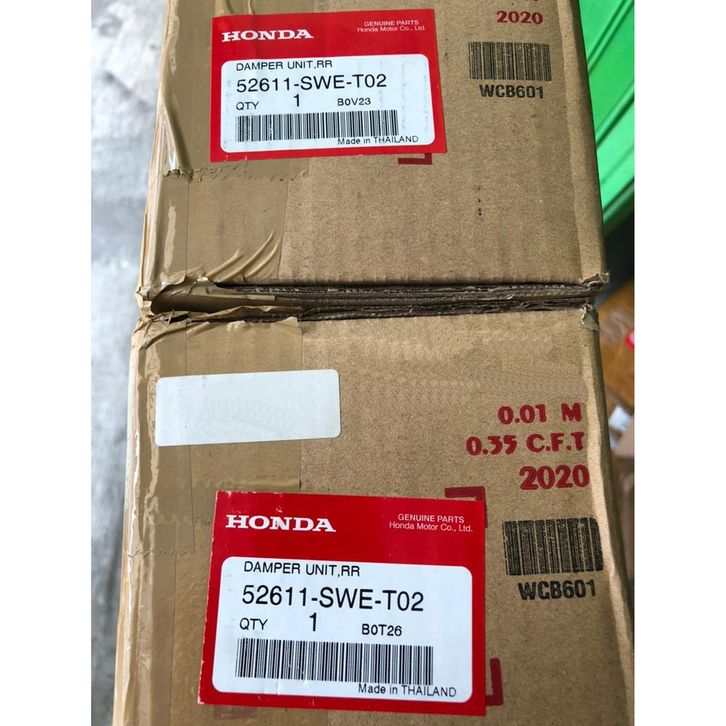 2020
WCB601
HONDA
GENUINE PARTS
Honda Motor Co., Ltd.
DAMPER UNIT,RR
52611-SWE-T02
QTY 1 B0V23
Made in THAILAND
0.01 M
0.35 C.F.T
2020
WCB601
HONDA
GENUINE PARTS
Honda Motor Co., Ltd.
DAMPER UNIT,RR
52611-SWE-T02
QTY 1 B0T26
Made in THAILAND